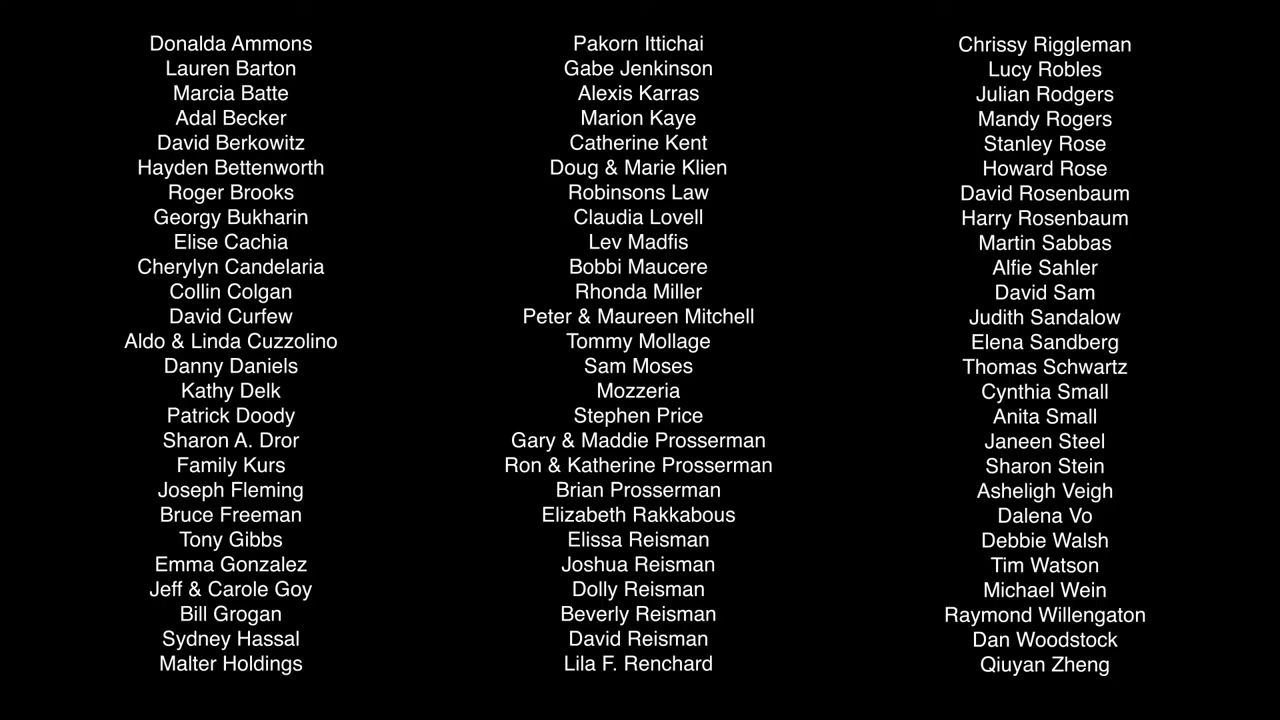 Donalda Ammons
Lauren Barton
Marcia Batte
Adal Becker
David Berkowitz
Hayden Bettenworth
Roger Brooks
Georgy Bukharin
Elise Cachia
Cherylyn Candelaria
Collin Colgan
David Curfew
Aldo & Linda Cuzzolino
Danny Daniels
Kathy Delk
Patrick Doody
Sharon A. Dror
Family Kurs
Joseph Fleming
Bruce Freeman
Tony Gibbs
Emma Gonzalez
Jeff & Carole Goy
Bill Grogan
Sydney Hassal
Malter Holdings
Pakorn Ittichai
Gabe Jenkinson
Alexis Karras
Marion Kaye
Catherine Kent
Doug & Marie Klien
Robinsons Law
Claudia Lovell
Lev Madfis
Bobbi Maucere
Rhonda Miller
Peter & Maureen Mitchell
Tommy Mollage
Sam Moses
Mozzeria
Stephen Price
Gary & Maddie Prosserman
Ron & Katherine Prosserman
Brian Prosserman
Elizabeth Rakkabous
Elissa Reisman
Joshua Reisman
Dolly Reisman
Beverly Reisman
David Reisman
Lila F. Renchard
Chrissy Riggleman
Lucy Robles
Julian Rodgers
Mandy Rogers
Stanley Rose
Howard Rose
David Rosenbaum
Harry Rosenbaum
Martin Sabbas
Alfie Sahler
David Sam
Judith Sandalow
Elena Sandberg
Thomas Schwartz
Cynthia Small
Anita Small
Janeen Steel
Sharon Stein
Asheligh Veigh
Dalena Vo
Debbie Walsh
Tim Watson
Michael Wein
Raymond Willengaton
Dan Woodstock
Qiuyan Zheng